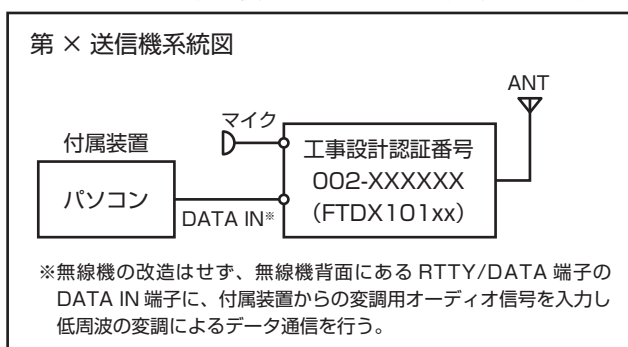 第 × 送信機系統図
ANT
マイク
付属装置
工事設計認証番号
002-XXXXXX
(FTDX101xx)
パソコン
DATA IN※
※無線機の改造はせず、無線機背面にある RTTY/DATA 端子の
DATA IN 端子に、付属装置からの変調用オーディオ信号を入力し
低周波の変調によるデータ通信を行う。